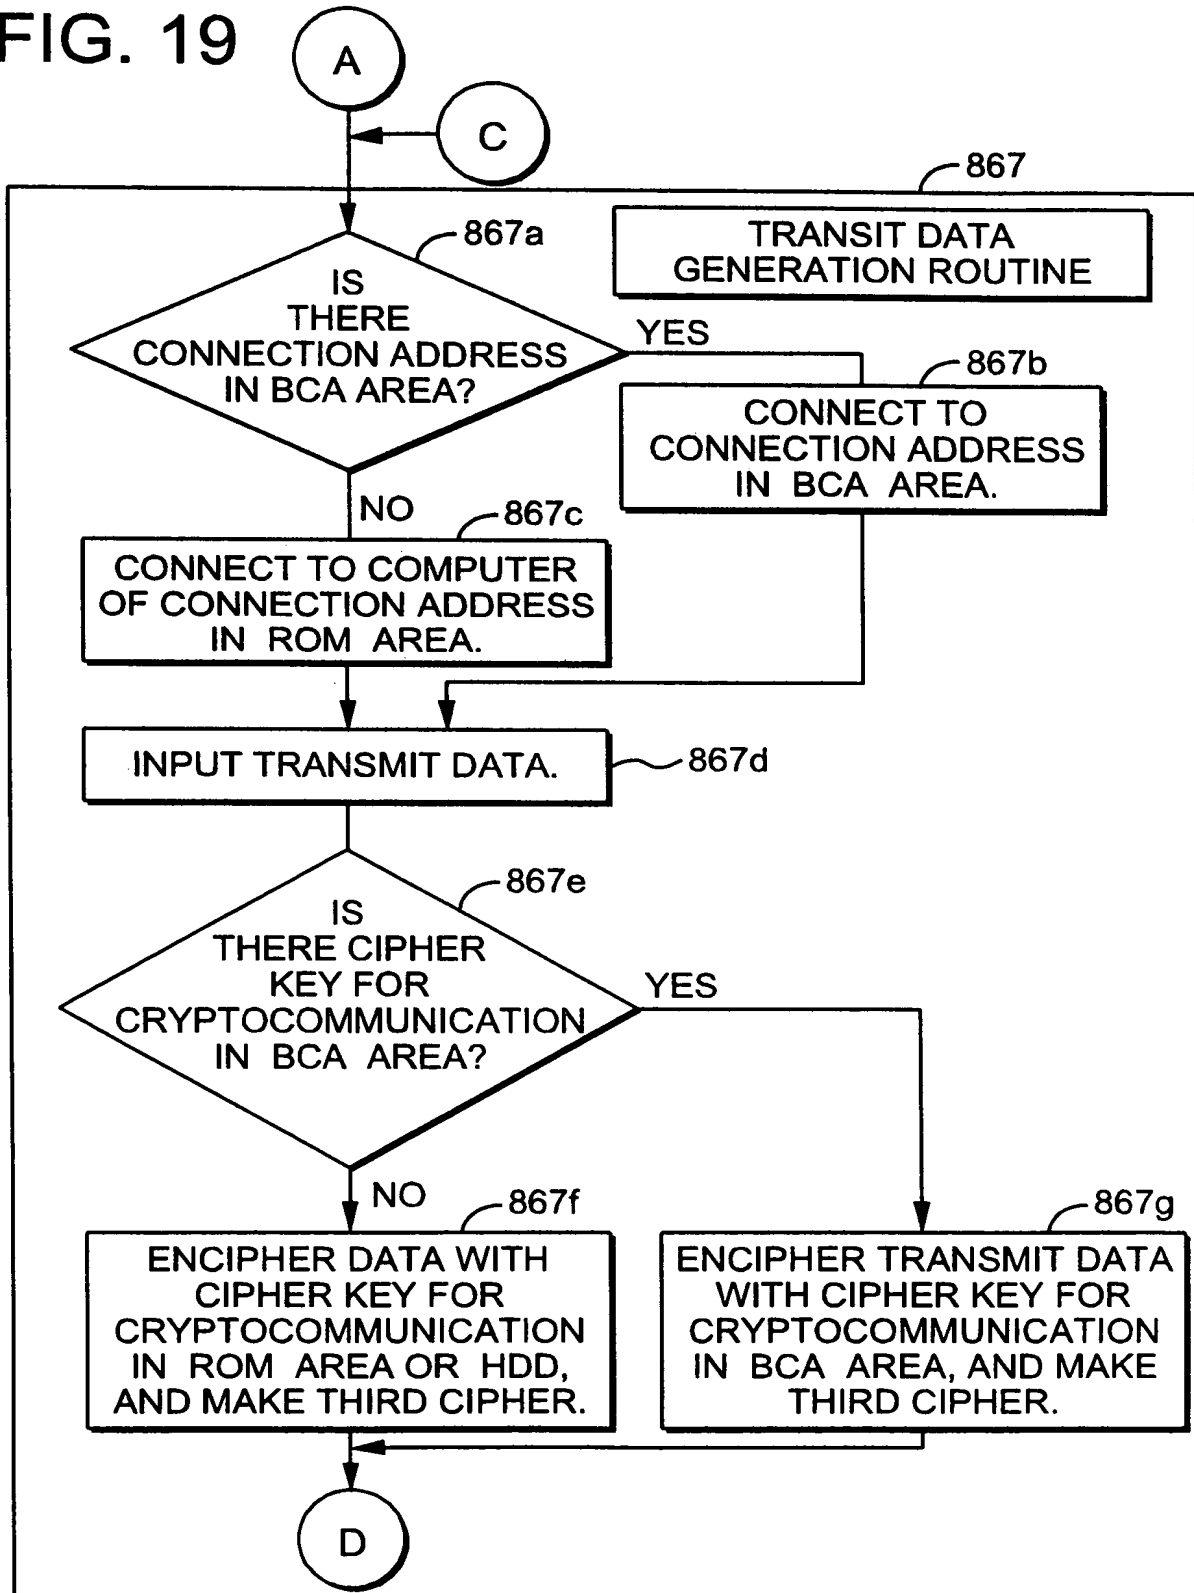 FIG. 19
A
C
867
TRANSIT DATA
GENERATION ROUTINE
867a
IS
THERE
CONNECTION ADDRESS
IN BCA AREA?
YES
867b
CONNECT TO
CONNECTION ADDRESS
IN BCA AREA.
NO
867c
CONNECT TO COMPUTER
OF CONNECTION ADDRESS
IN ROM AREA.
INPUT TRANSMIT DATA.
867d
867e
IS
THERE CIPHER
KEY FOR
CRYPTOCOMMUNICATION
IN BCA AREA?
YES
NO
867f
ENCIPHER DATA WITH
CIPHER KEY FOR
CRYPTOCOMMUNICATION
IN ROM AREA OR HDD,
AND MAKE THIRD CIPHER.
867g
ENCIPHER TRANSMIT DATA
WITH CIPHER KEY FOR
CRYPTOCOMMUNICATION
IN BCA AREA, AND MAKE
THIRD CIPHER.
D